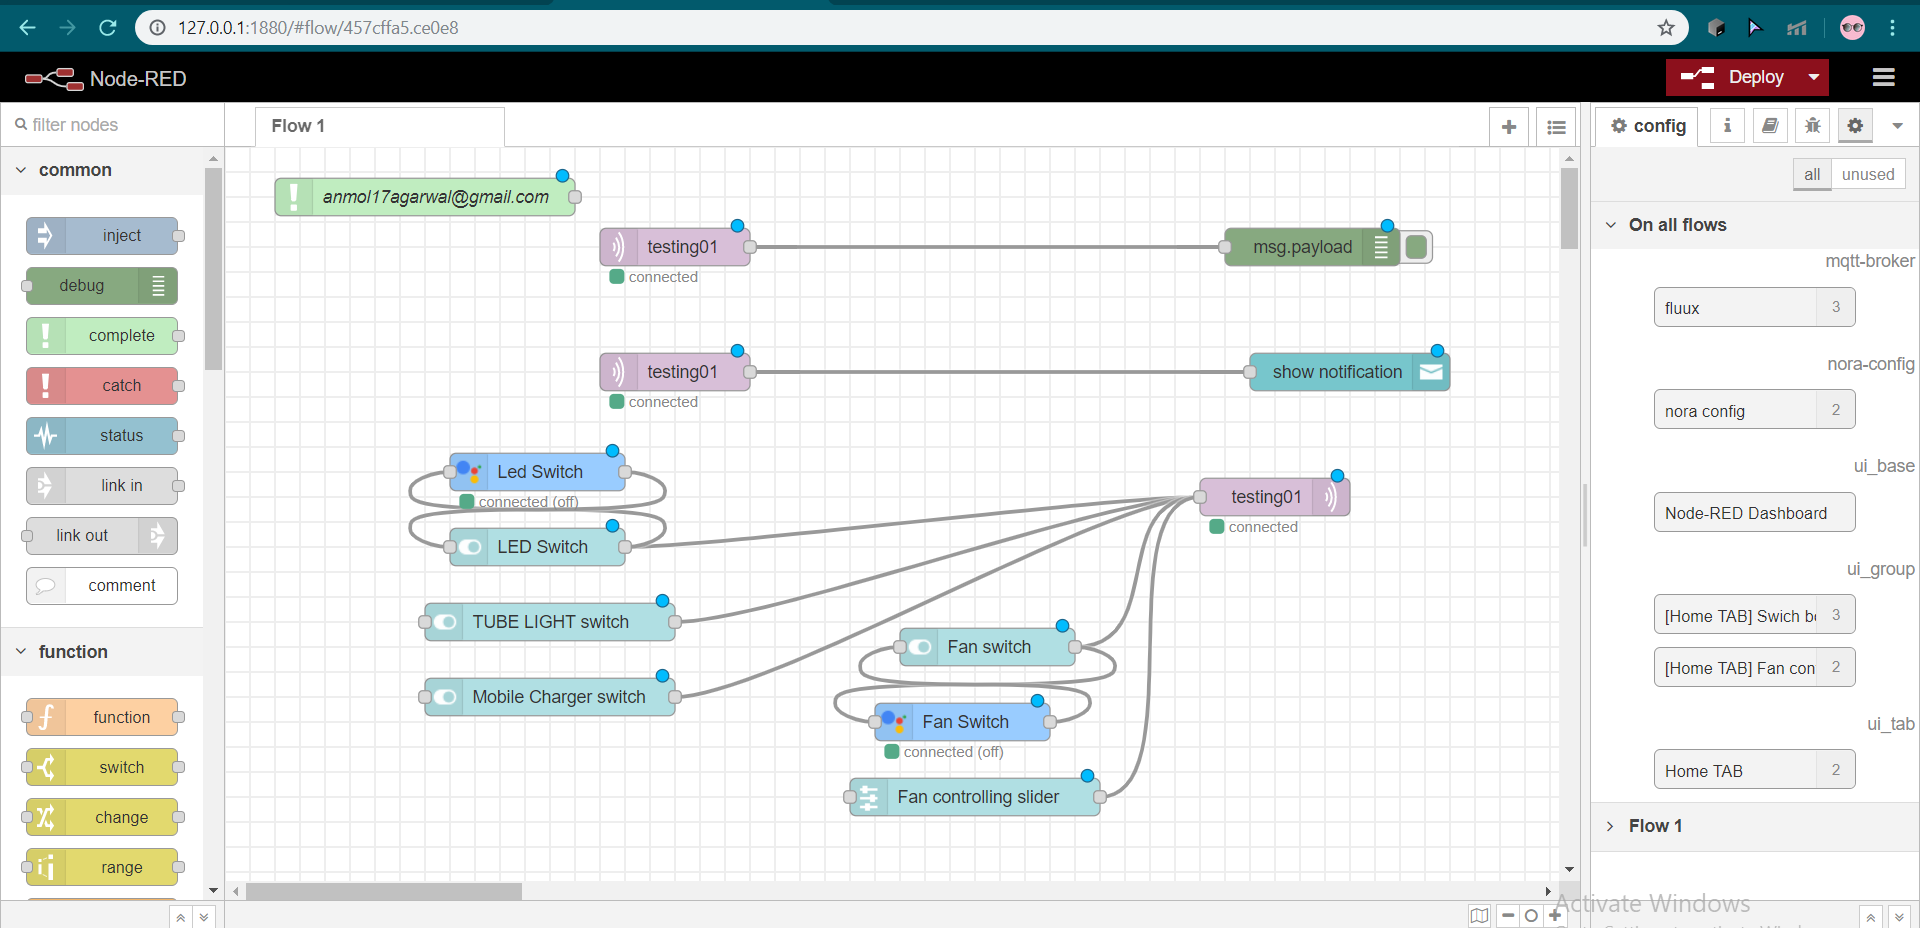 127.0.0.1:1880/#flow/457cffa5.ce0e8
Node-RED
Deploy
filter nodes
Flow 1
config
common
all
unused
inject
debug
complete
catch
status
link in
link out
comment
function
function
switch
change
range
anmol17agarwal@gmail.com
testing01
connected
msg.payload
testing01
connected
show notification
Led Switch
connected (off)
LED Switch
testing01
connected
TUBE LIGHT switch
Mobile Charger switch
Fan switch
Fan Switch
connected (off)
Fan controlling slider
On all flows
mqtt-broker
fluux 3
nora-config
nora config 2
ui_base
Node-RED Dashboard
ui_group
[Home TAB] Swich b 3
[Home TAB] Fan con 2
ui_tab
Home TAB 2
Flow 1
Activate Windows